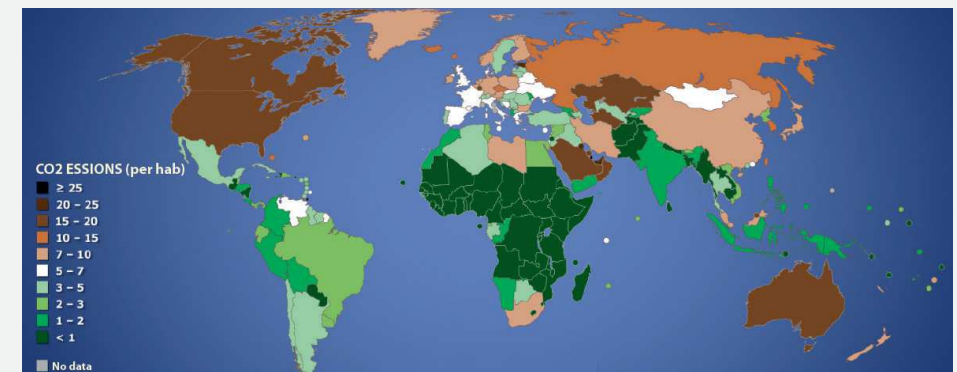 CO2 ESSIONS (per hab)
≥ 25
20 – 25
15 – 20
10 – 15
7 – 10
5 – 7
3 – 5
2 – 3
1 – 2
< 1
No data